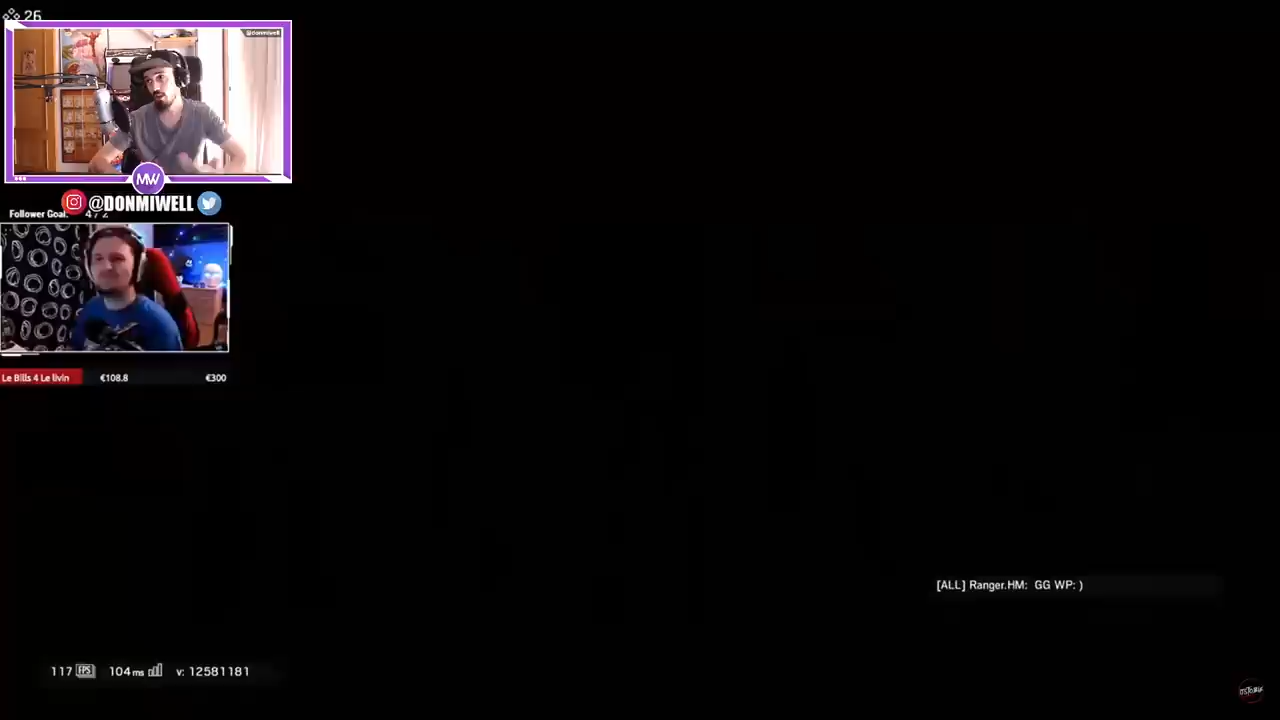 26
@donmiwell
MW
@DONMIWELL
Follower Goal:
Le Bills 4 Le livin €108.8 €300
[ALL] Ranger.HM: GG WP: )
117 FPS 104 ms v: 12581181